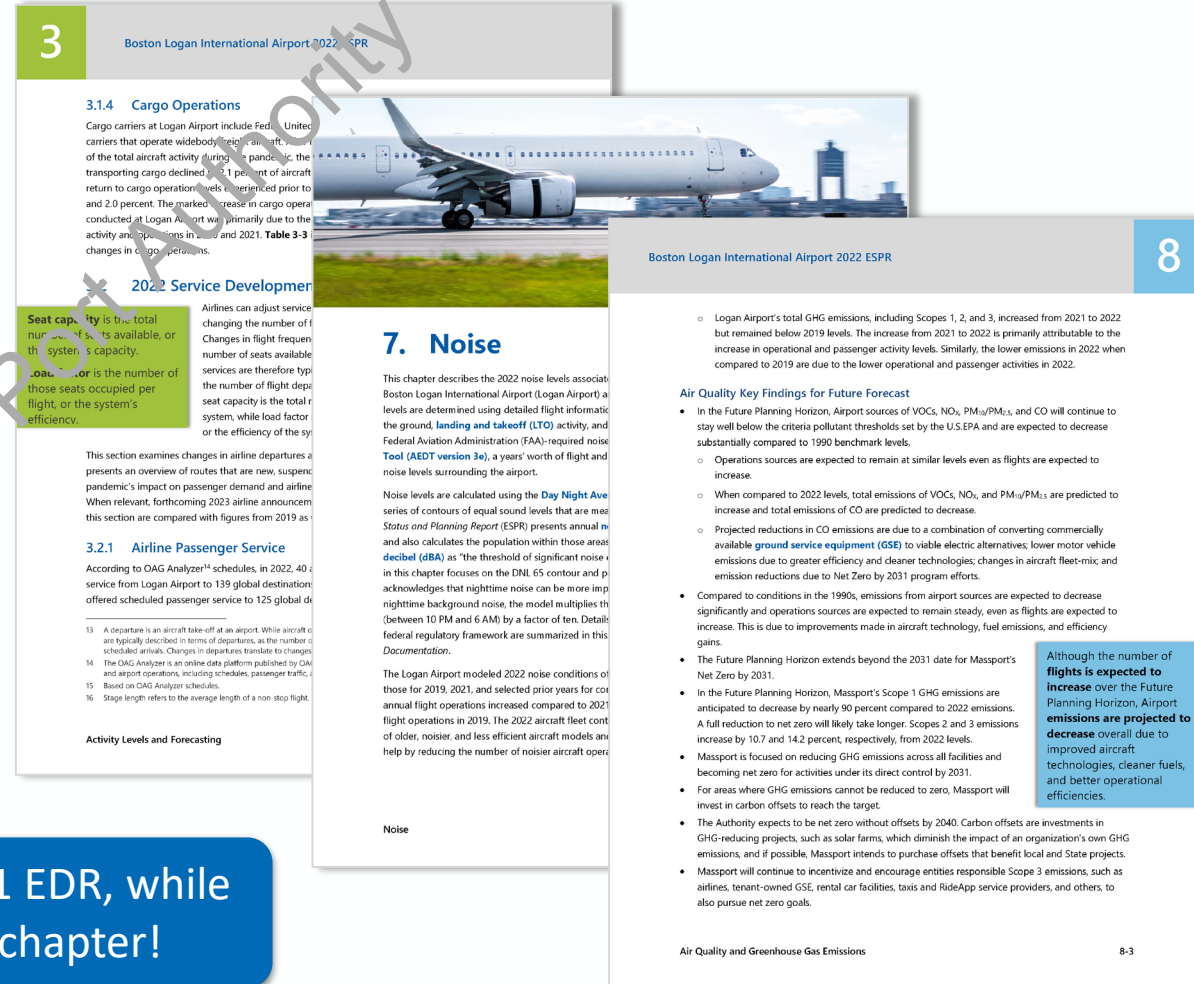 3
Boston Logan International Airport 2022 ESPR
3.1.4 Cargo Operations
Cargo carriers at Logan Airport include United
carriers that operate widebody
of the total aircraft activity during the pandemic, the
transporting cargo declined percent of aircraft
return to cargo operation levels experienced prior to
and 2.0 percent. The marked increase in cargo opera
conducted at Logan Airport was primarily due to the
activity and operations in and 2021. Table 3-3 i
changes in cargo operations.
2022 Service Developmen
Seat capacity is the total
number of seats available, or
the system's capacity.
Load factor is the number of
those seats occupied per
flight, or the system's
efficiency.
Airlines can adjust service
changing the number of f
Changes in flight frequen
number of seats available
services are therefore typi
the number of flight depa
seat capacity is the total
system, while load factor
or the efficiency of the sy
This section examines changes in airline departures a
presents an overview of routes that are new, suspend
pandemic's impact on passenger demand and airline
When relevant, forthcoming 2023 airline announcem
this section are compared with figures from 2019 as
3.2.1 Airline Passenger Service
According to OAG Analyzer14 schedules, in 2022, 40 a
service from Logan Airport to 139 global destination
offered scheduled passenger service to 125 global de
13 A departure is an aircraft take-off at an airport. While aircraft o
are typically described in terms of departures, as the number o
scheduled arrivals. Changes in departures translate to changes
14 The OAG Analyzer is an online data platform published by OAG
and airport operations, including schedules, passenger traffic, a
15 Based on OAG Analyzer schedules.
16 Stage length refers to the average length of a non-stop flight.
Activity Levels and Forecasting
7. Noise
This chapter describes the 2022 noise levels associate
Boston Logan International Airport (Logan Airport) a
levels are determined using detailed flight informatio
the ground, landing and takeoff (LTO) activity, and
Federal Aviation Administration (FAA)-required noise
Tool (AEDT version 3e), a years' worth of flight and
noise levels surrounding the airport.
Noise levels are calculated using the Day Night Ave
series of contours of equal sound levels that are mea
Status and Planning Report (ESPR) presents annual n
and also calculates the population within those areas
decibel (dBA) as "the threshold of significant noise e
in this chapter focuses on the DNL 65 contour and p
acknowledges that nighttime noise can be more imp
nighttime background noise, the model multiplies th
(between 10 PM and 6 AM) by a factor of ten. Details
federal regulatory framework are summarized in this
Documentation.
The Logan Airport modeled 2022 noise conditions of
those for 2019, 2021, and selected prior years for co
annual flight operations increased compared to 2021
flight operations in 2019. The 2022 aircraft fleet cont
of older, noisier, and less efficient aircraft models and
help by reducing the number of noisier aircraft opera
Noise
Boston Logan International Airport 2022 ESPR
8
o Logan Airport's total GHG emissions, including Scopes 1, 2, and 3, increased from 2021 to 2022
but remained below 2019 levels. The increase from 2021 to 2022 is primarily attributable to the
increase in operational and passenger activity levels. Similarly, the lower emissions in 2022 when
compared to 2019 are due to the lower operational and passenger activities in 2022.
Air Quality Key Findings for Future Forecast
• In the Future Planning Horizon, Airport sources of VOCs, NOx, PM10/PM2.5, and CO will continue to
stay well below the criteria pollutant thresholds set by the U.S.EPA and are expected to decrease
substantially compared to 1990 benchmark levels.
o Operations sources are expected to remain at similar levels even as flights are expected to
increase.
o When compared to 2022 levels, total emissions of VOCs, NOx, and PM10/PM2.5 are predicted to
increase and total emissions of CO are predicted to decrease.
o Projected reductions in CO emissions are due to a combination of converting commercially
available ground service equipment (GSE) to viable electric alternatives; lower motor vehicle
emissions due to greater efficiency and cleaner technologies; changes in aircraft fleet-mix; and
emission reductions due to Net Zero by 2031 program efforts.
• Compared to conditions in the 1990s, emissions from airport sources are expected to decrease
significantly and operations sources are expected to remain steady, even as flights are expected to
increase. This is due to improvements made in aircraft technology, fuel emissions, and efficiency
gains.
• The Future Planning Horizon extends beyond the 2031 date for Massport's
Net Zero by 2031.
• In the Future Planning Horizon, Massport's Scope 1 GHG emissions are
anticipated to decrease by nearly 90 percent compared to 2022 emissions.
A full reduction to net zero will likely take longer. Scopes 2 and 3 emissions
increase by 10.7 and 14.2 percent, respectively, from 2022 levels.
• Massport is focused on reducing GHG emissions across all facilities and
becoming net zero for activities under its direct control by 2031.
• For areas where GHG emissions cannot be reduced to zero, Massport will
invest in carbon offsets to reach the target.
• The Authority expects to be net zero without offsets by 2040. Carbon offsets are investments in
GHG-reducing projects, such as solar farms, which diminish the impact of an organization's own GHG
emissions, and if possible, Massport intends to purchase offsets that benefit local and State projects.
• Massport will continue to incentivize and encourage entities responsible Scope 3 emissions, such as
airlines, tenant-owned GSE, rental car facilities, taxis and RideApp service providers, and others, to
also pursue net zero goals.
Although the number of
flights is expected to
increase over the Future
Planning Horizon, Airport
emissions are projected to
decrease overall due to
improved aircraft
technologies, cleaner fuels,
and better operational
efficiencies.
Air Quality and Greenhouse Gas Emissions 8-3
1 EDR, while
chapter!
Port Authority